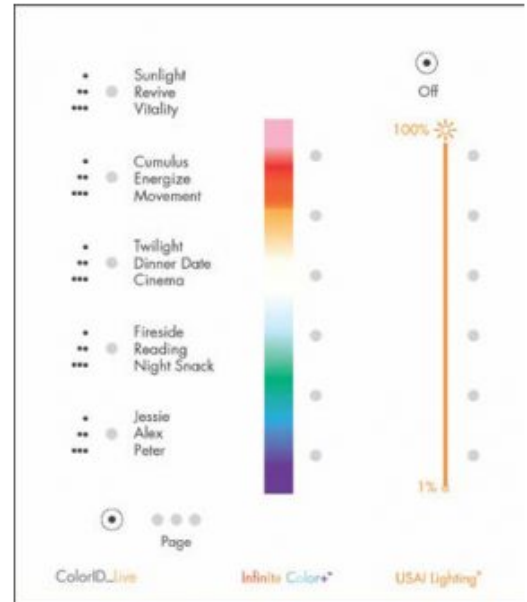 Sunlight
Revive
Vitality
Cumulus
Energize
Movement
Twilight
Dinner Date
Cinema
Fireside
Reading
Night Snack
Jessie
Alex
Peter
Page
Off
100%
1%
ColorID_Live
Infinite Color+™
USAI Lighting®